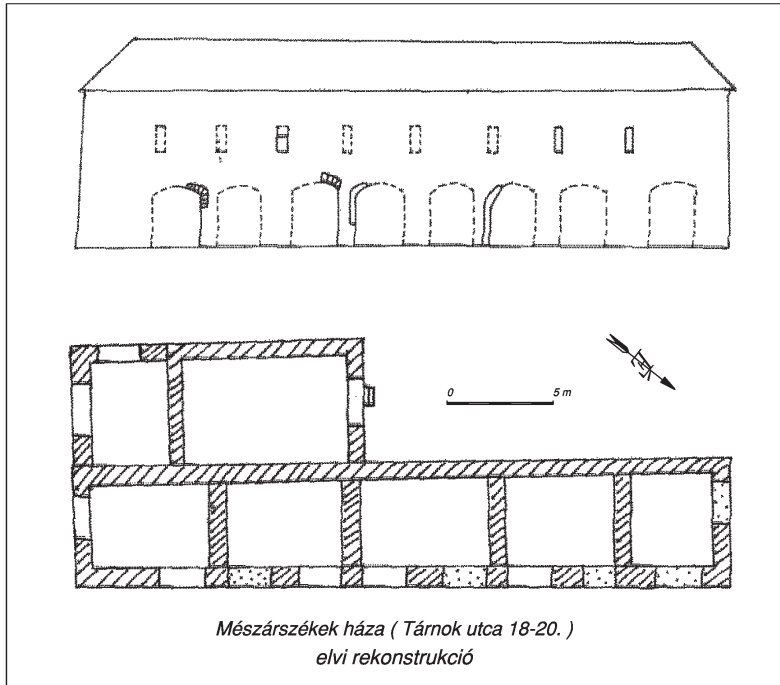 0 5 m
Mészárszékek háza ( Tárnok utca 18-20. )
elvi rekonstrukció